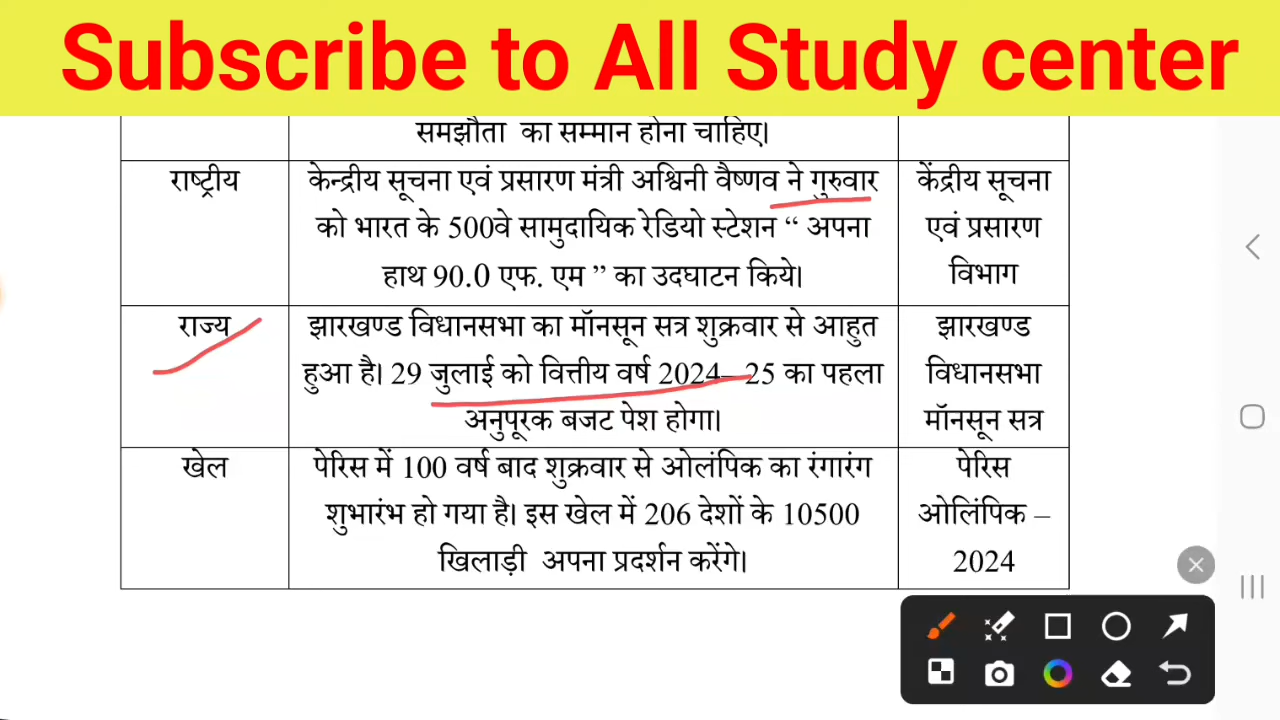 Subscribe to All Study center
समझौता का सम्मान होना चाहिए।
राष्ट्रीय
केन्द्रीय सूचना एवं प्रसारण मंत्री अश्विनी वैष्णव ने गुरुवार
को भारत के 500वे सामुदायिक रेडियो स्टेशन “ अपना
हाथ 90.0 एफ. एम ” का उदघाटन किये।
केंद्रीय सूचना
एवं प्रसारण
विभाग
राज्य
झारखण्ड विधानसभा का मॉनसून सत्र शुक्रवार से आहुत
हुआ है। 29 जुलाई को वित्तीय वर्ष 2024– 25 का पहला
अनुपूरक बजट पेश होगा।
झारखण्ड
विधानसभा
मॉनसून सत्र
खेल
पेरिस में 100 वर्ष बाद शुक्रवार से ओलंपिक का रंगारंग
शुभारंभ हो गया है। इस खेल में 206 देशों के 10500
खिलाड़ी अपना प्रदर्शन करेंगे।
पेरिस
ओलिंपिक –
2024